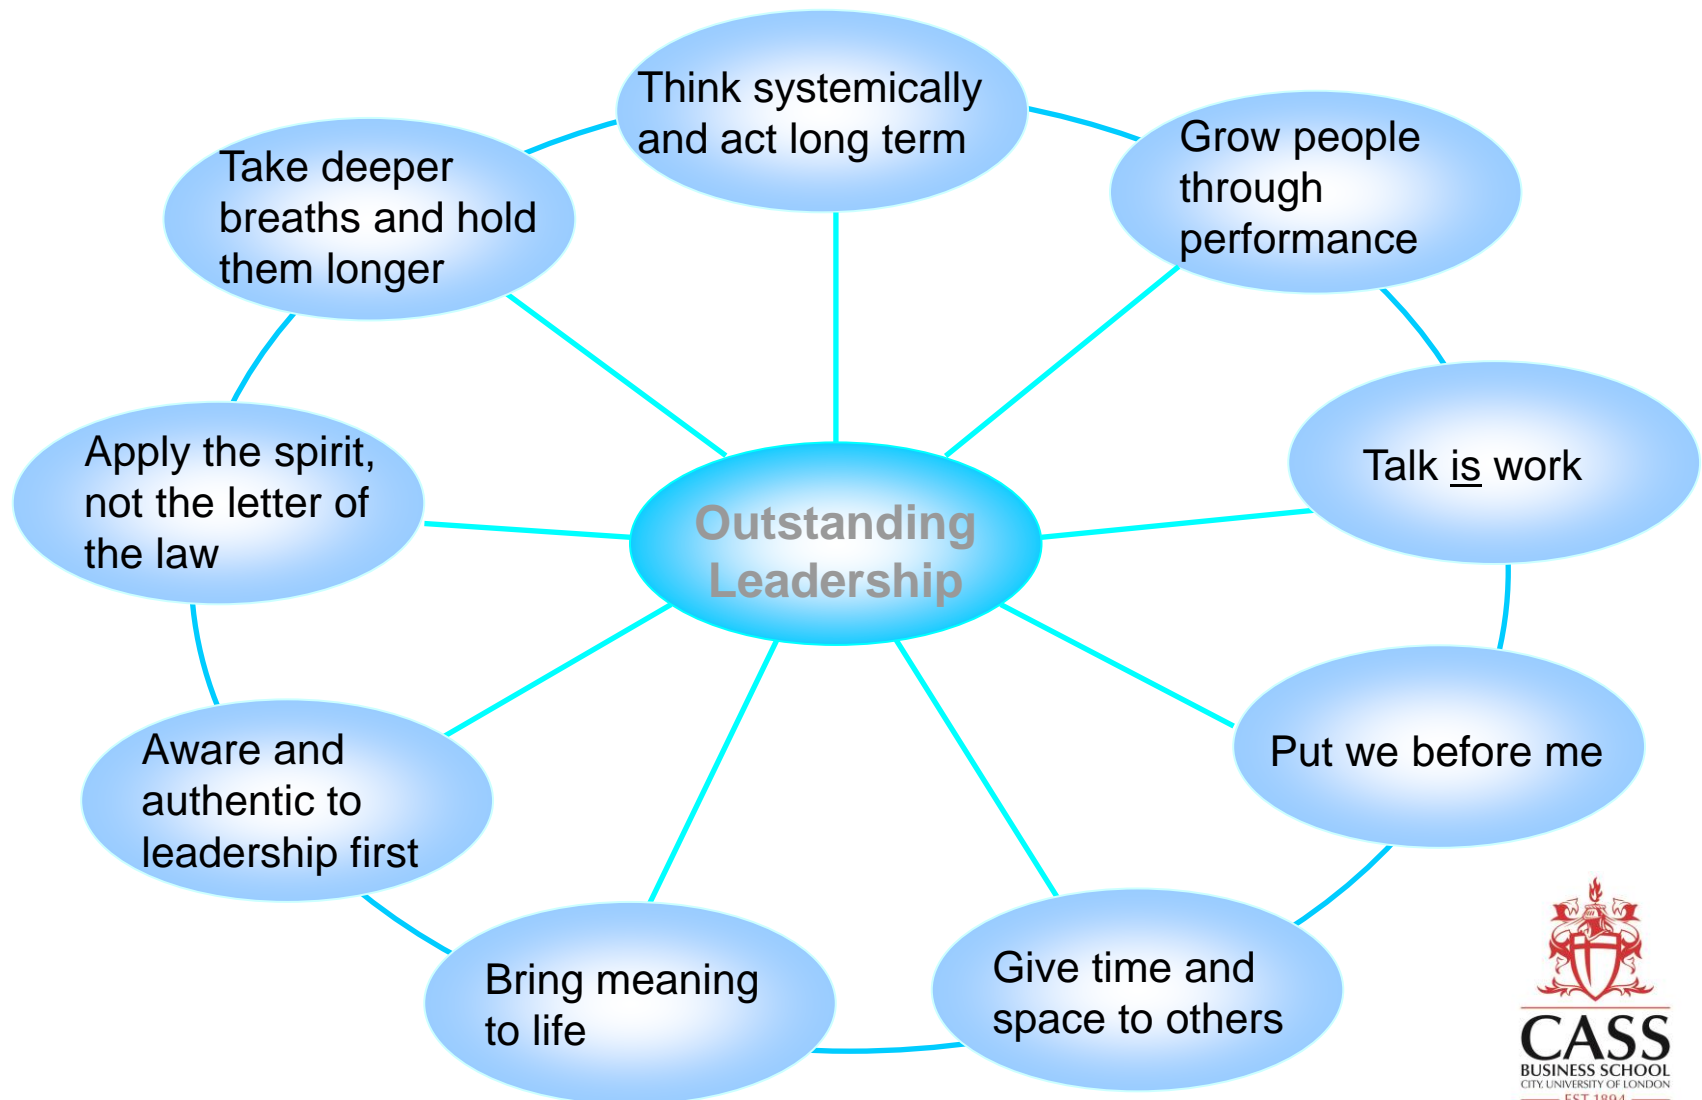 Think systemically
and act long term
Grow people
through
performance
Talk is work
Put we before me
Give time and
space to others
Bring meaning
to life
Aware and
authentic to
leadership first
Apply the spirit,
not the letter of
the law
Take deeper
breaths and hold
them longer
Outstanding
Leadership
CASS
BUSINESS SCHOOL
CITY, UNIVERSITY OF LONDON
EST 1894